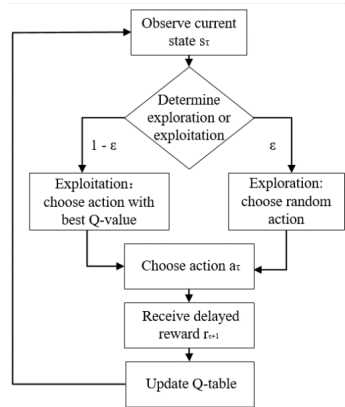 Observe current
state sτ
Determine
exploration or
exploitation
1 - ε
ε
Exploitation：
choose action with
best Q-value
Exploration:
choose random
action
Choose action aτ
Receive delayed
reward rτ+1
Update Q-table